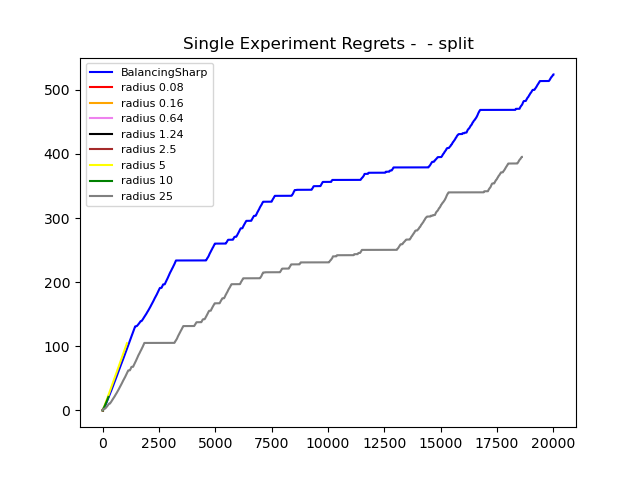 Single Experiment Regrets -  - split
BalancingSharp
radius 0.08
radius 0.16
radius 0.64
radius 1.24
radius 2.5
radius 5
radius 10
radius 25
500
400
300
200
100
0
0 2500 5000 7500 10000 12500 15000 17500 20000